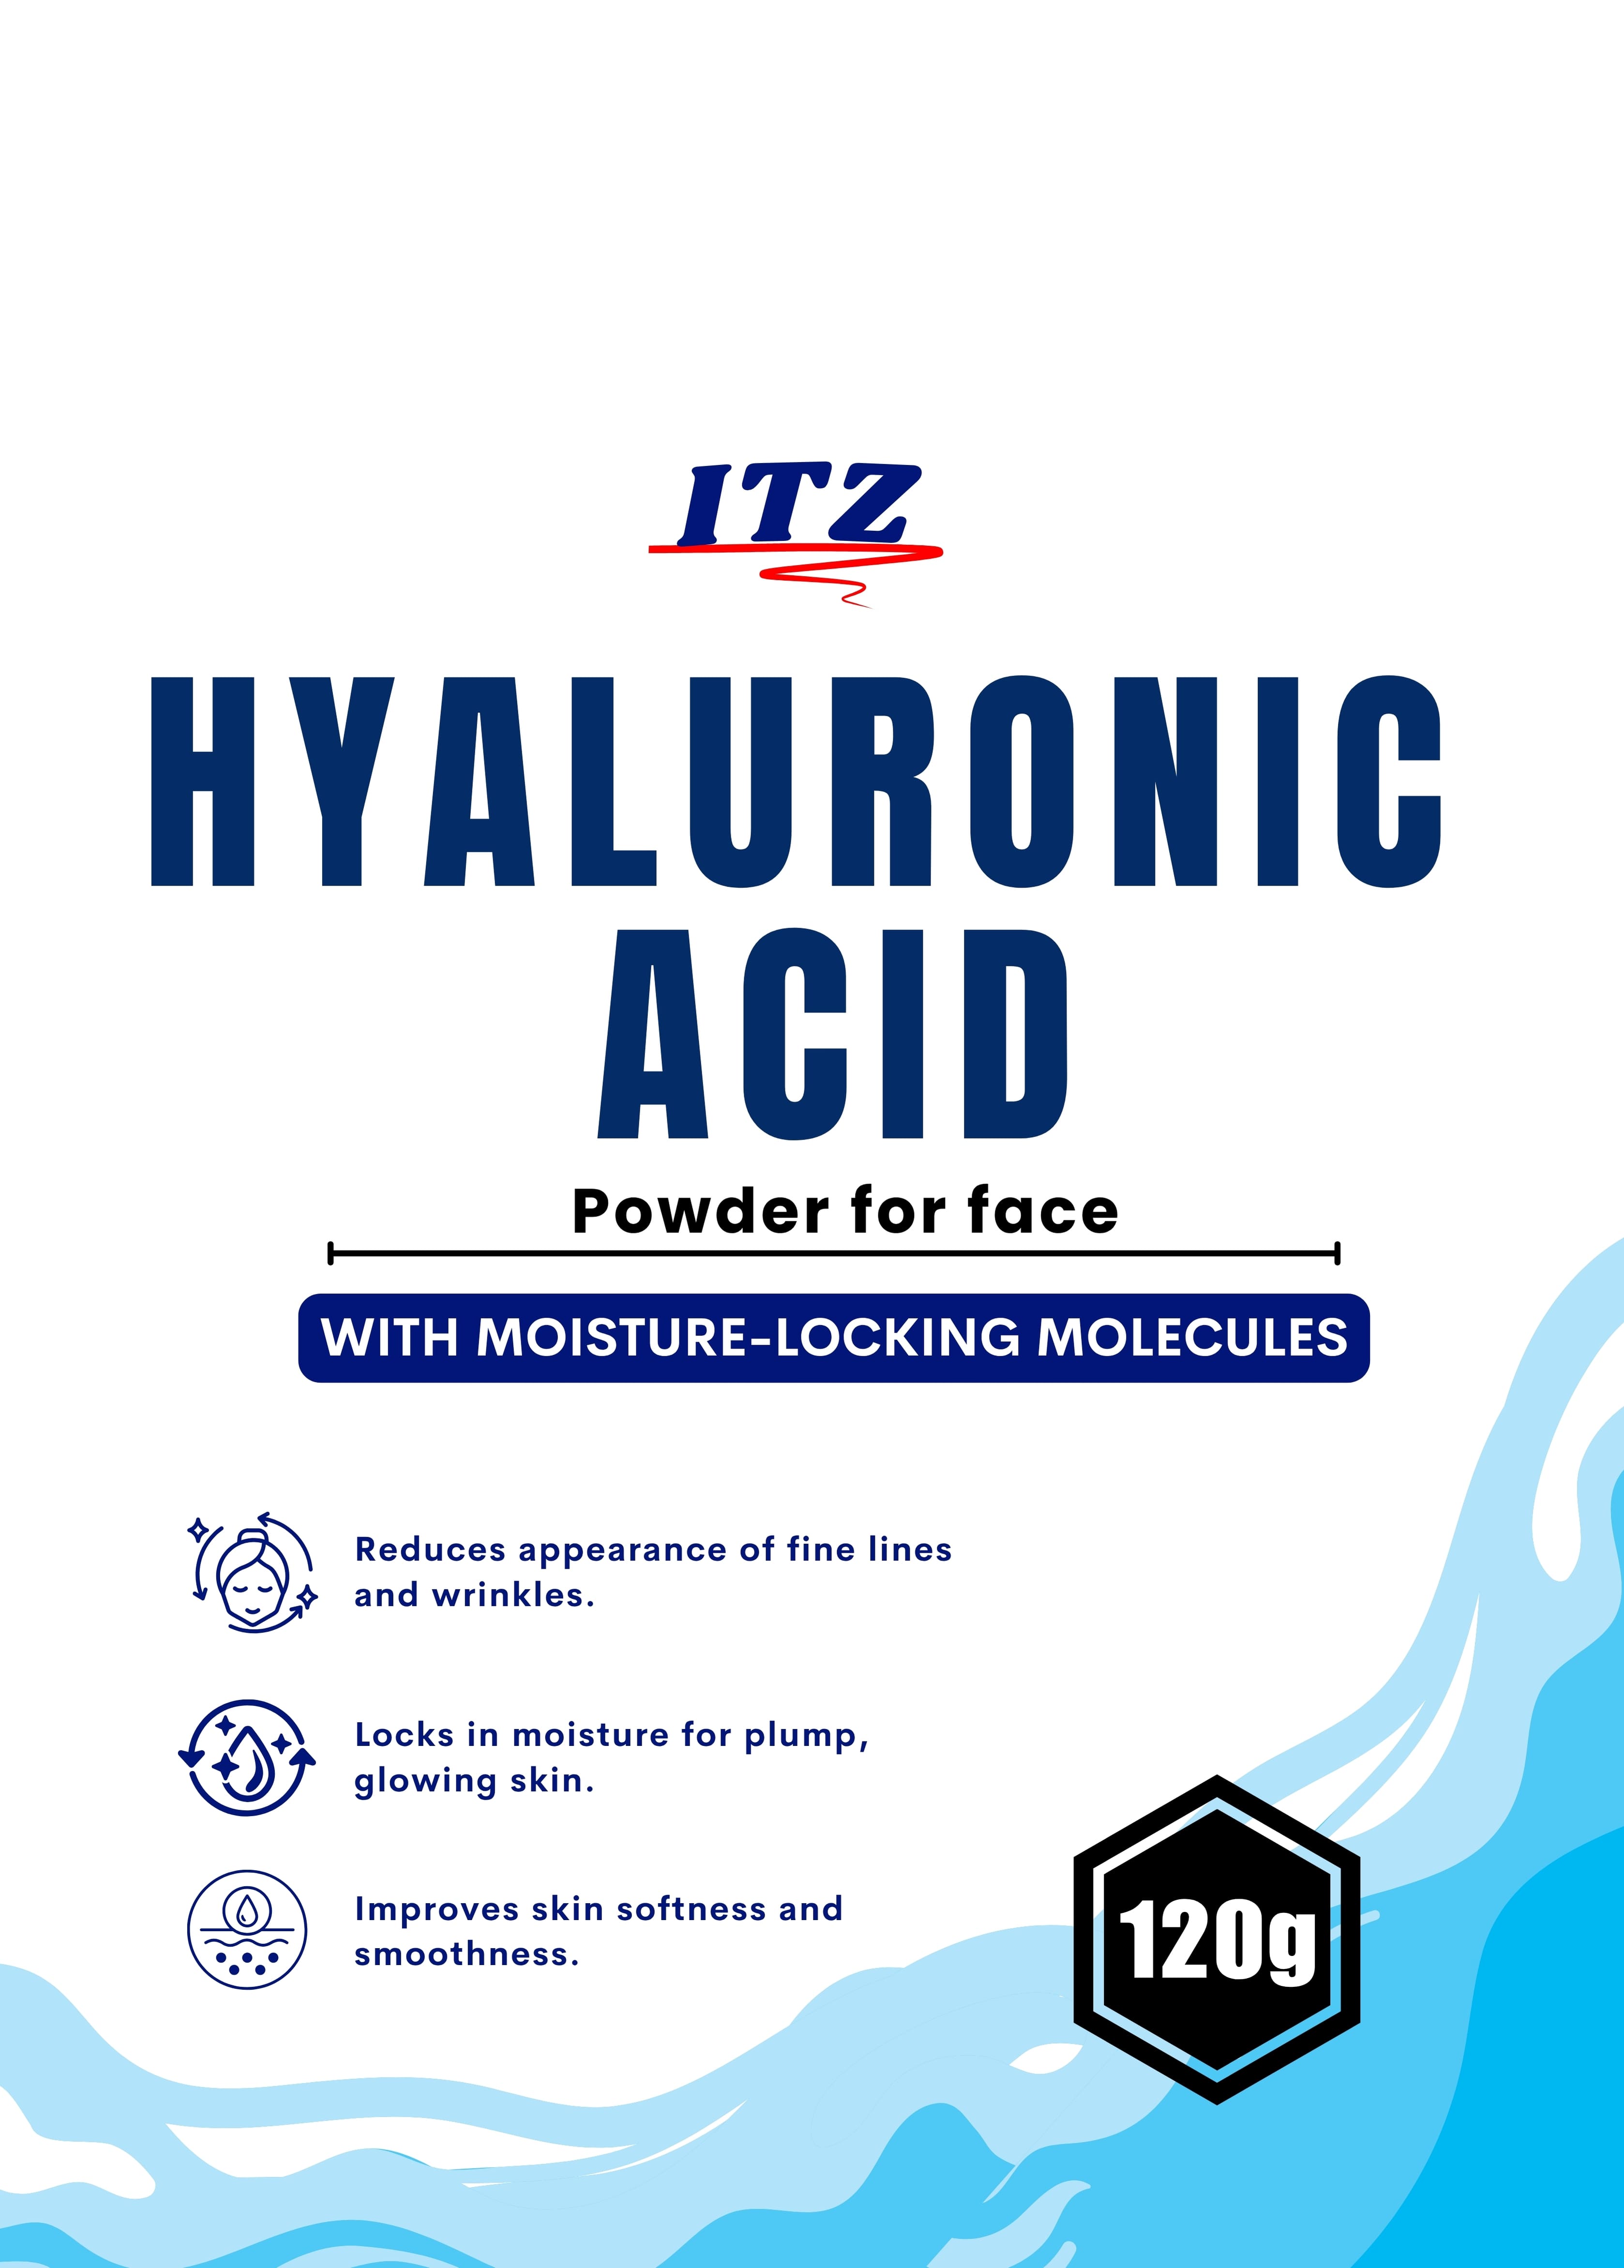 ITZ
HYALURONIC
ACID
Powder for face
WITH MOISTURE-LOCKING MOLECULES
Reduces appearance of fine lines
and wrinkles.
Locks in moisture for plump,
glowing skin.
Improves skin softness and
smoothness.
120g